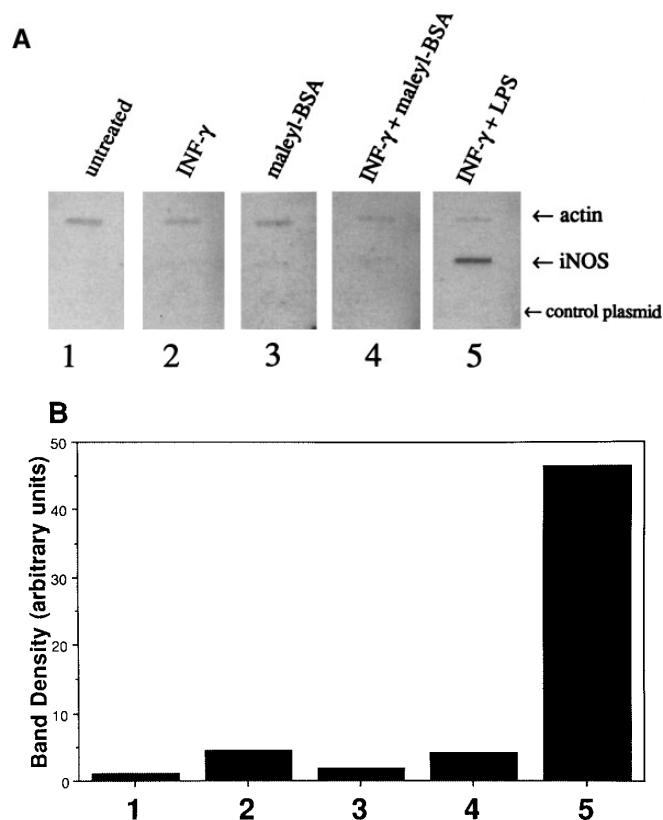 A
untreated
INF-γ
maleyl-BSA
INF-γ + maleyl-BSA
INF-γ + LPS
← actin
← iNOS
← control plasmid
1 2 3 4 5
B
Band Density (arbitrary units)
50
40
30
20
10
0
1 2 3 4 5